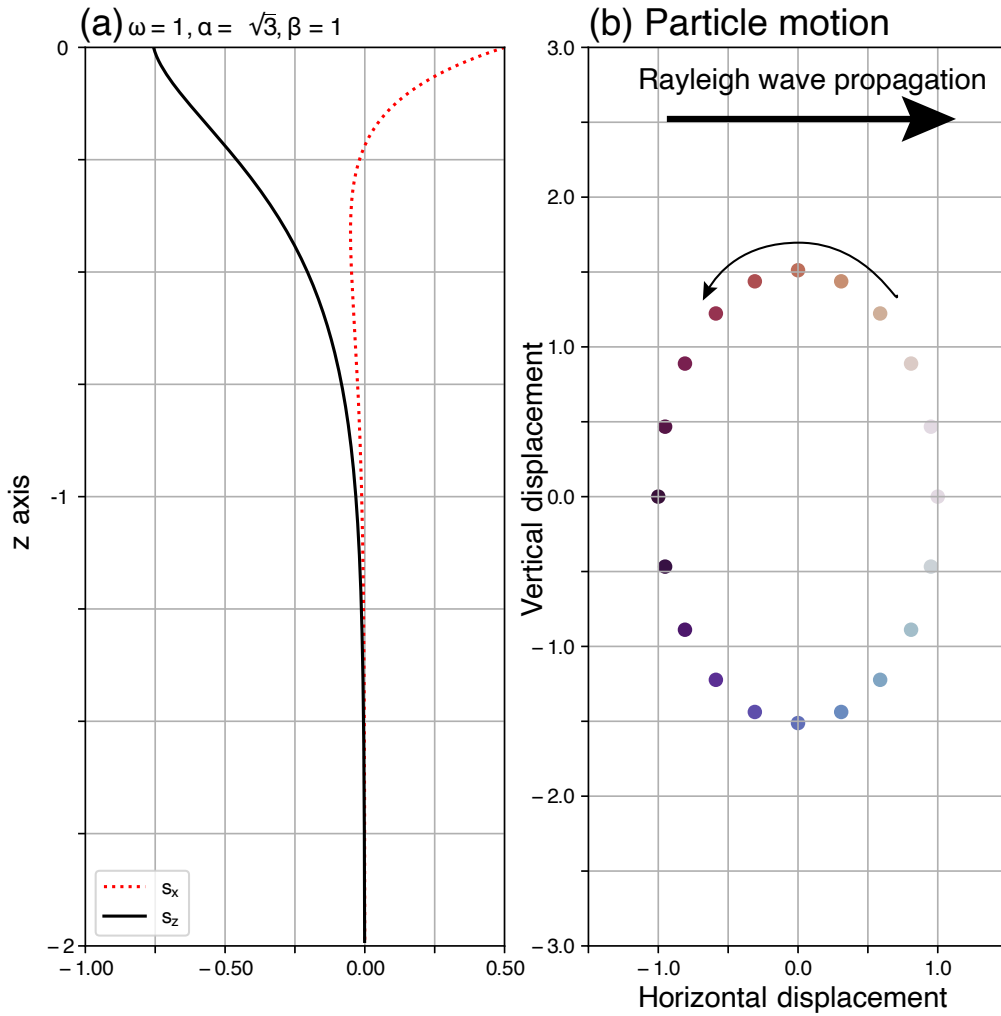 (a) ω = 1, α = √3, β = 1
0
-1
−2
z axis
−1.00
−0.50
0.00
0.50
s_x
s_z
(b) Particle motion
Rayleigh wave propagation
3.0
2.0
1.0
0.0
−1.0
−2.0
−3.0
Vertical displacement
−1.0
0.0
1.0
Horizontal displacement